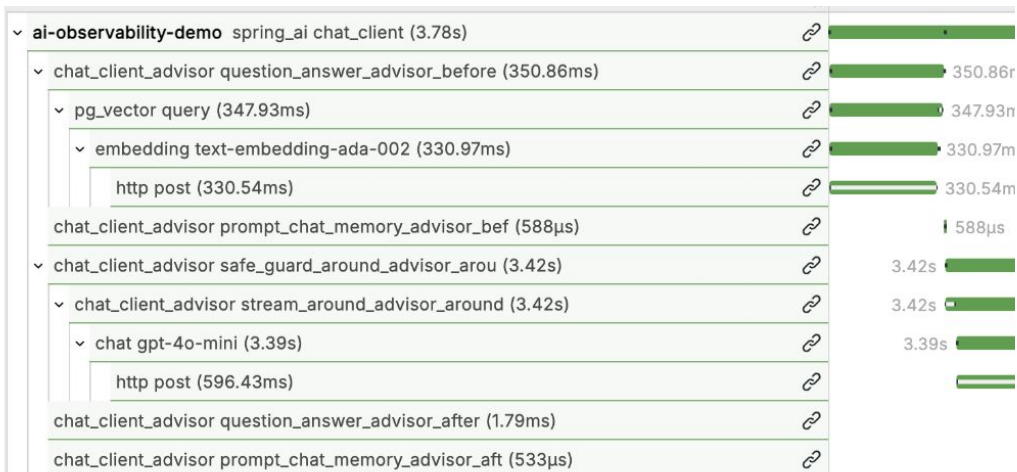 ai-observability-demo spring_ai chat_client (3.78s)
chat_client_advisor question_answer_advisor_before (350.86ms) 350.86m
pg_vector query (347.93ms) 347.93m
embedding text-embedding-ada-002 (330.97ms) 330.97m
http post (330.54ms) 330.54m
chat_client_advisor prompt_chat_memory_advisor_bef (588μs) 588μs
chat_client_advisor safe_guard_around_advisor_arou (3.42s) 3.42s
chat_client_advisor stream_around_advisor_around (3.42s) 3.42s
chat gpt-4o-mini (3.39s) 3.39s
http post (596.43ms)
chat_client_advisor question_answer_advisor_after (1.79ms)
chat_client_advisor prompt_chat_memory_advisor_aft (533μs)